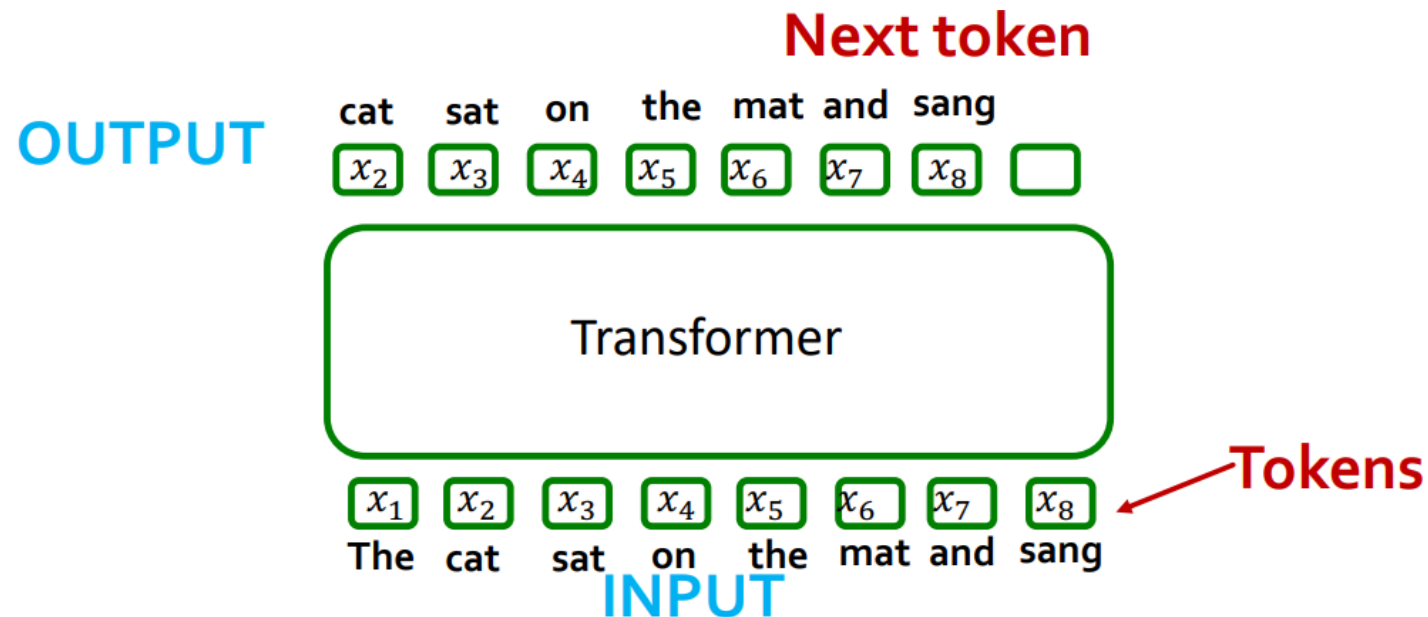 Next token
cat sat on the mat and sang
OUTPUT
x₂ x₃ x₄ x₅ x₆ x₇ x₈
Transformer
Tokens
x₁ x₂ x₃ x₄ x₅ x₆ x₇ x₈
The cat sat on the mat and sang
INPUT